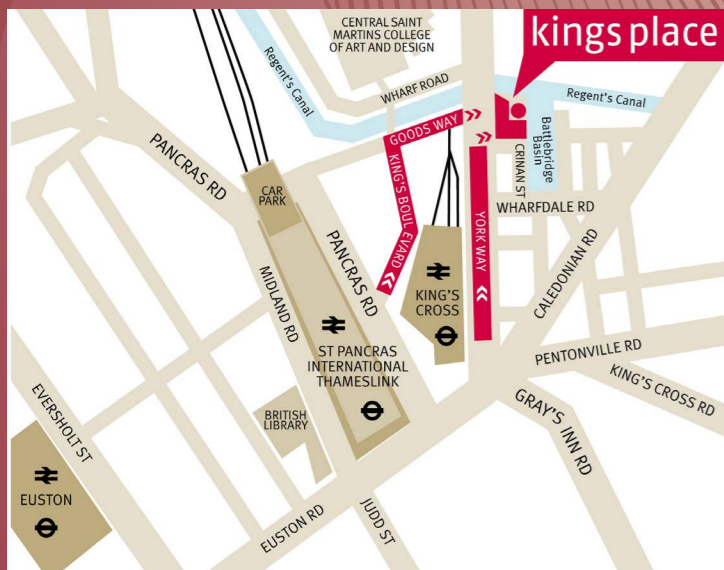 CENTRAL SAINT
MARTINS COLLEGE
OF ART AND DESIGN
kings place
Regent's Canal
WHARF ROAD
Regent's Canal
GOODS WAY
Battlebridge
Basin
CRINAN ST
PANCRAS RD
KING'S BOULEVARD
CAR
PARK
WHARFDALE RD
YORK WAY
PANCRAS RD
CALEDONIAN RD
MIDLAND RD
KING'S
CROSS
ST PANCRAS
INTERNATIONAL
THAMESLINK
PENTONVILLE RD
KING'S CROSS RD
EVERSHOLT ST
BRITISH
LIBRARY
GRAY'S INN RD
EUSTON
EUSTON RD
JUDD ST